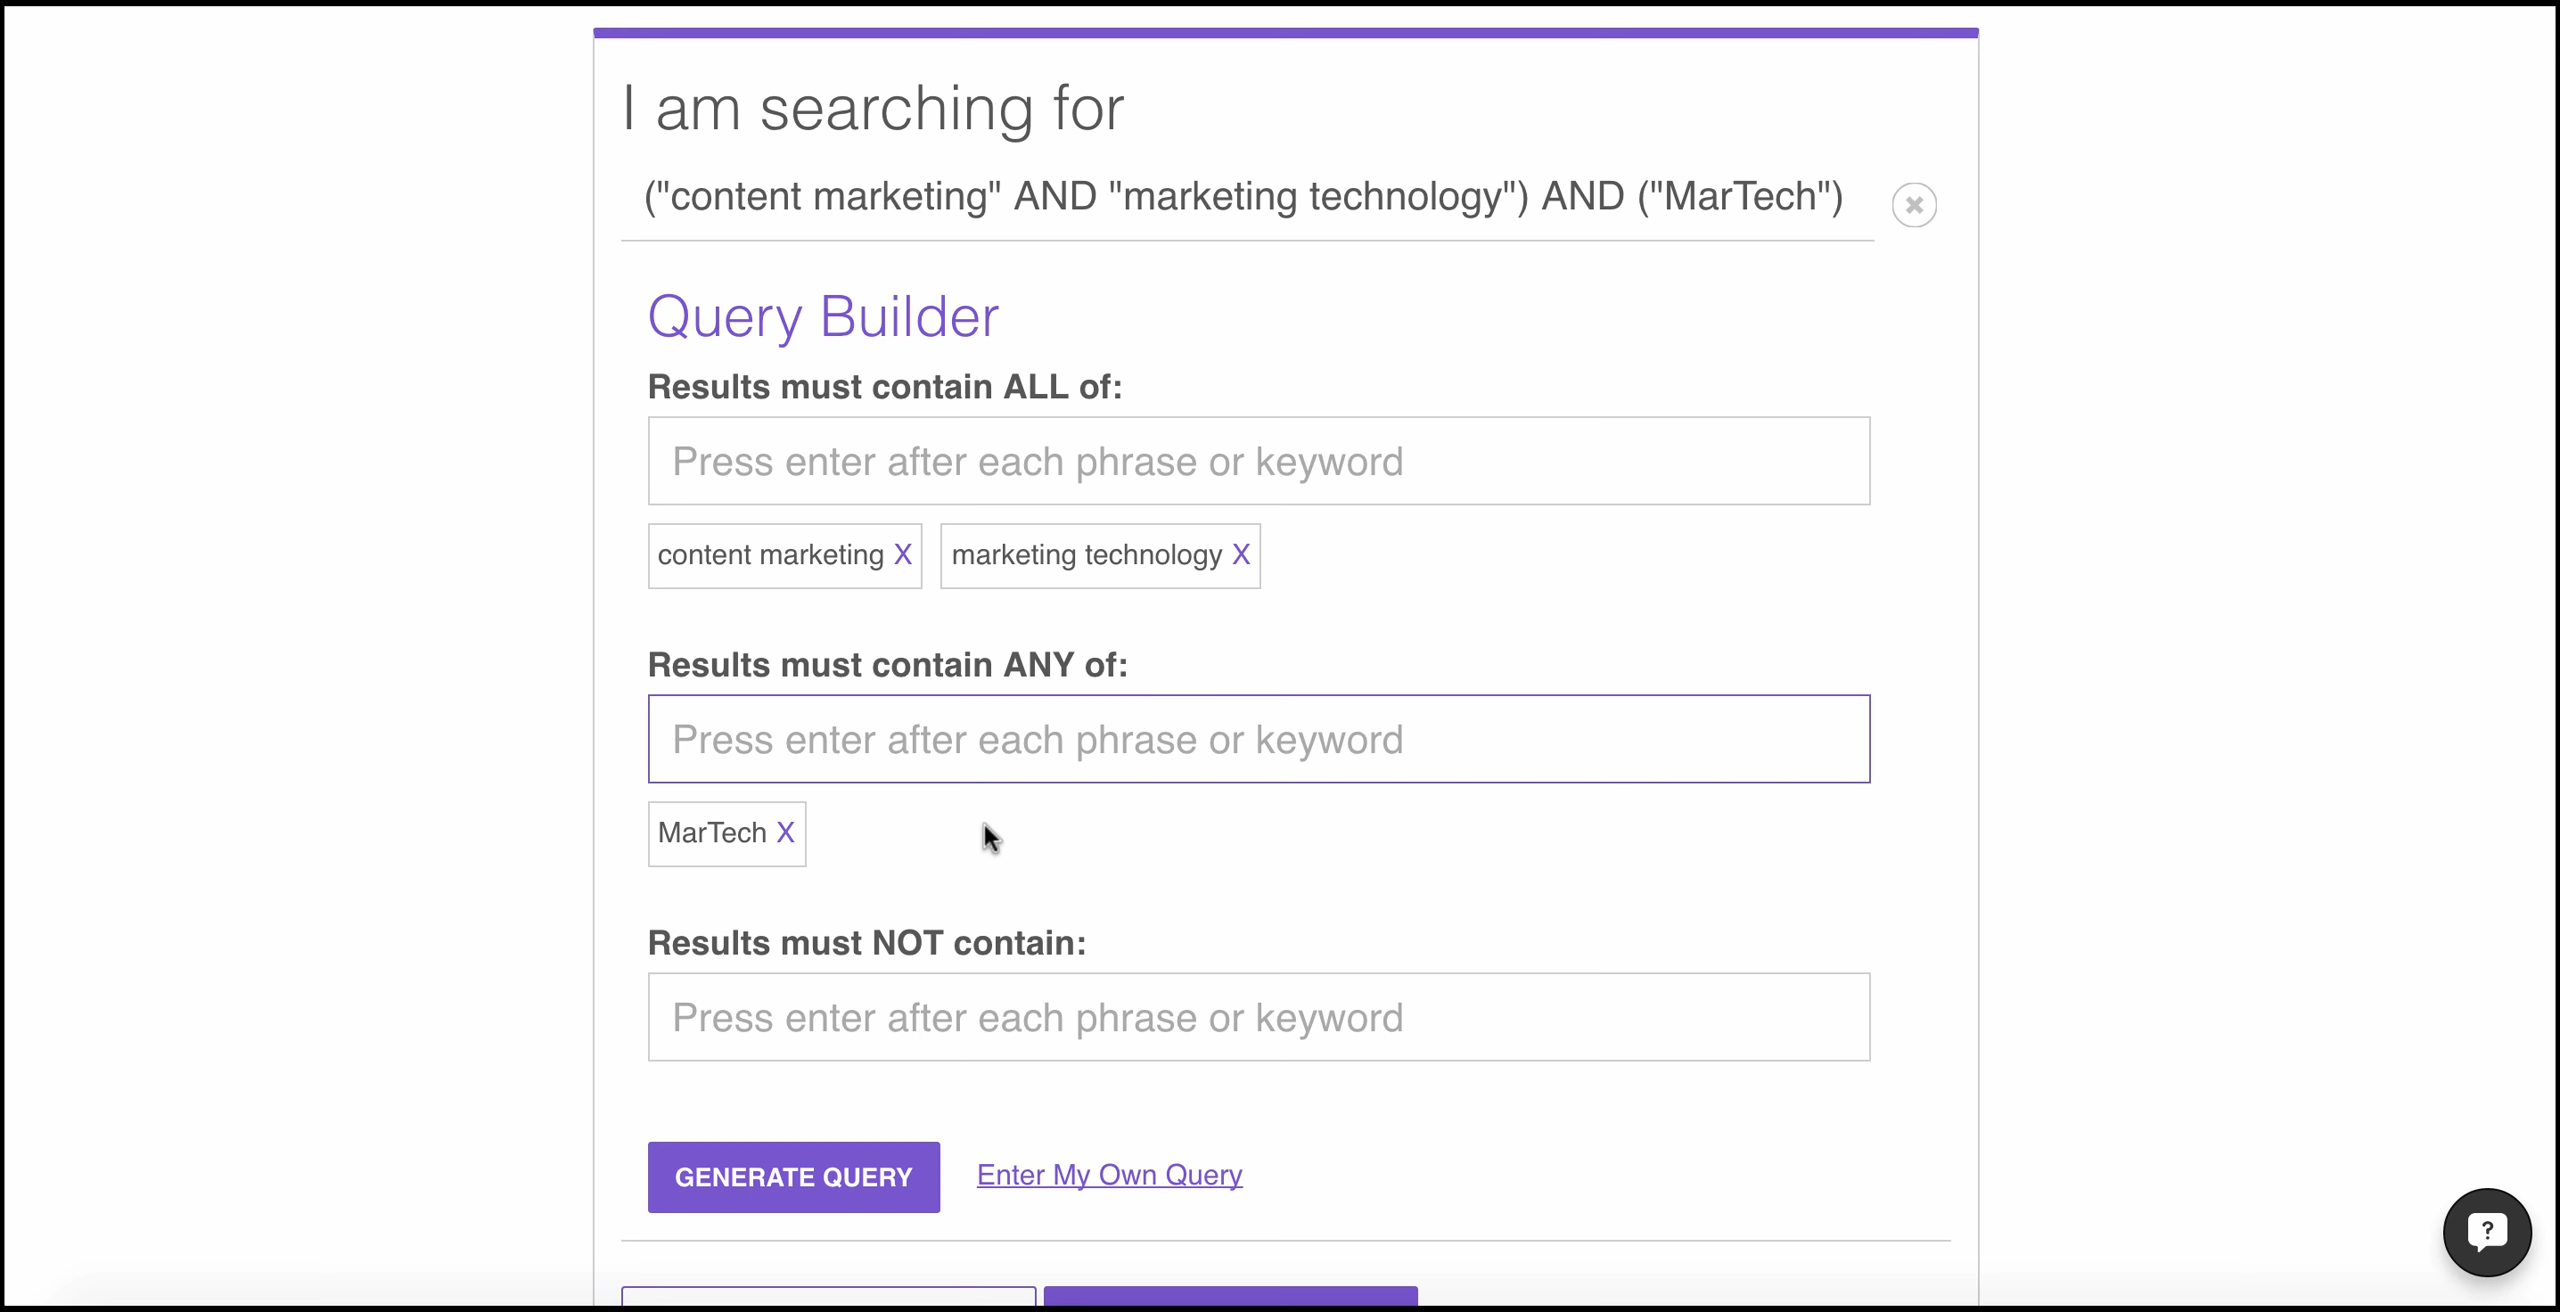 I am searching for
("content marketing" AND "marketing technology") AND ("MarTech")
Query Builder
Results must contain ALL of:
Press enter after each phrase or keyword
content marketing X marketing technology X
Results must contain ANY of:
Press enter after each phrase or keyword
MarTech X
Results must NOT contain:
Press enter after each phrase or keyword
GENERATE QUERY Enter My Own Query
?